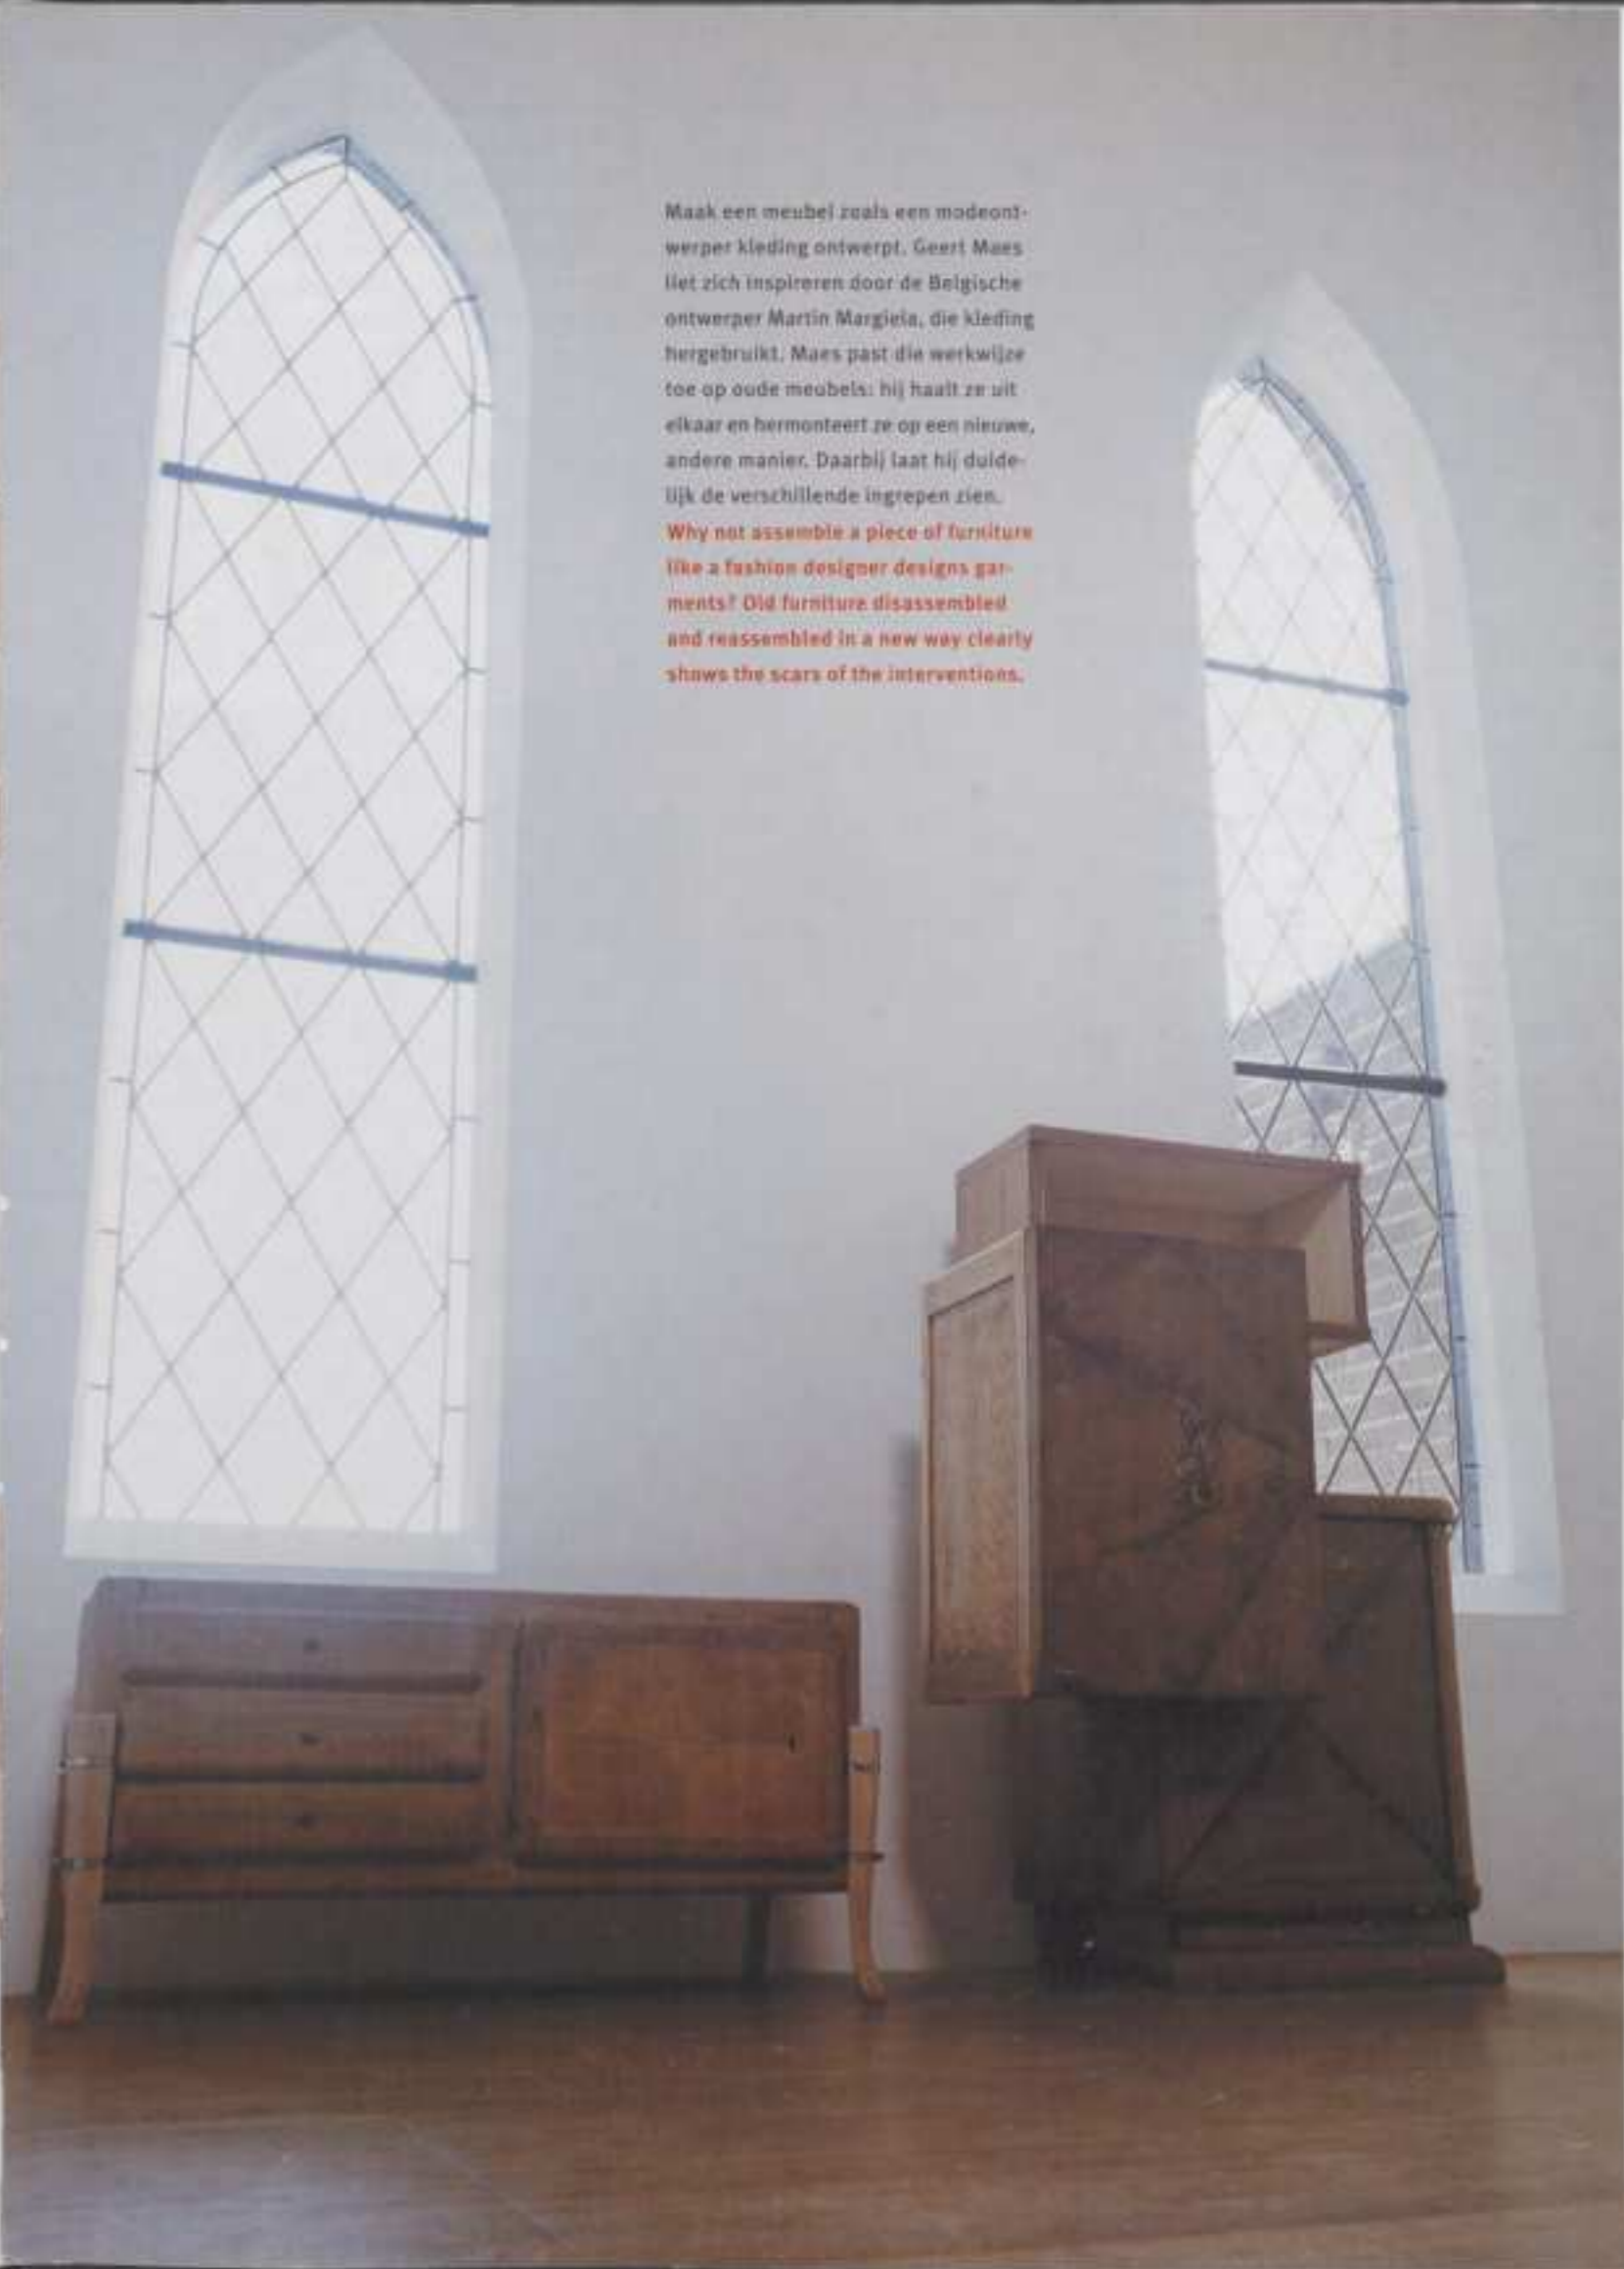 Maak een meubel zoals een modeont-
werper kleding ontwerpt. Geert Maes
liet zich inspireren door de Belgische
ontwerper Martin Margiela, die kleding
hergebruikt. Maes past die werkwijze
toe op oude meubels: hij haalt ze uit
elkaar en hermonteert ze op een nieuwe,
andere manier. Daarbij laat hij duide-
lijk de verschillende ingrepen zien.
Why not assemble a piece of furniture
like a fashion designer designs gar-
ments? Old furniture disassembled
and reassembled in a new way clearly
shows the scars of the interventions.